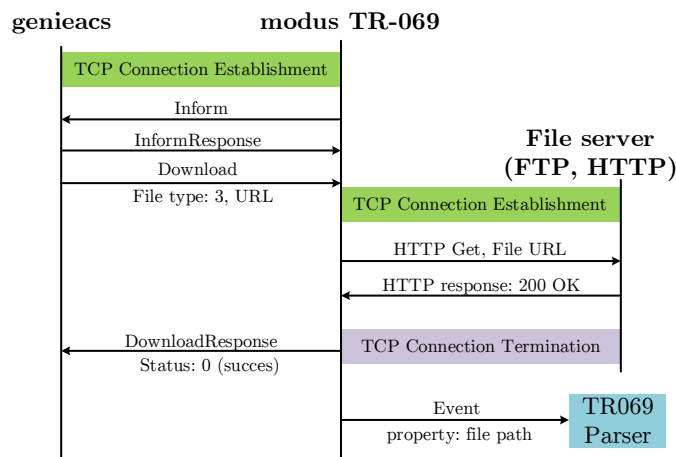 genieacs
modus TR-069
TCP Connection Establishment
Inform
InformResponse
Download
File type: 3, URL
File server
(FTP, HTTP)
TCP Connection Establishment
HTTP Get, File URL
HTTP response: 200 OK
DownloadResponse
Status: 0 (succes)
TCP Connection Termination
Event
property: file path
TR069
Parser